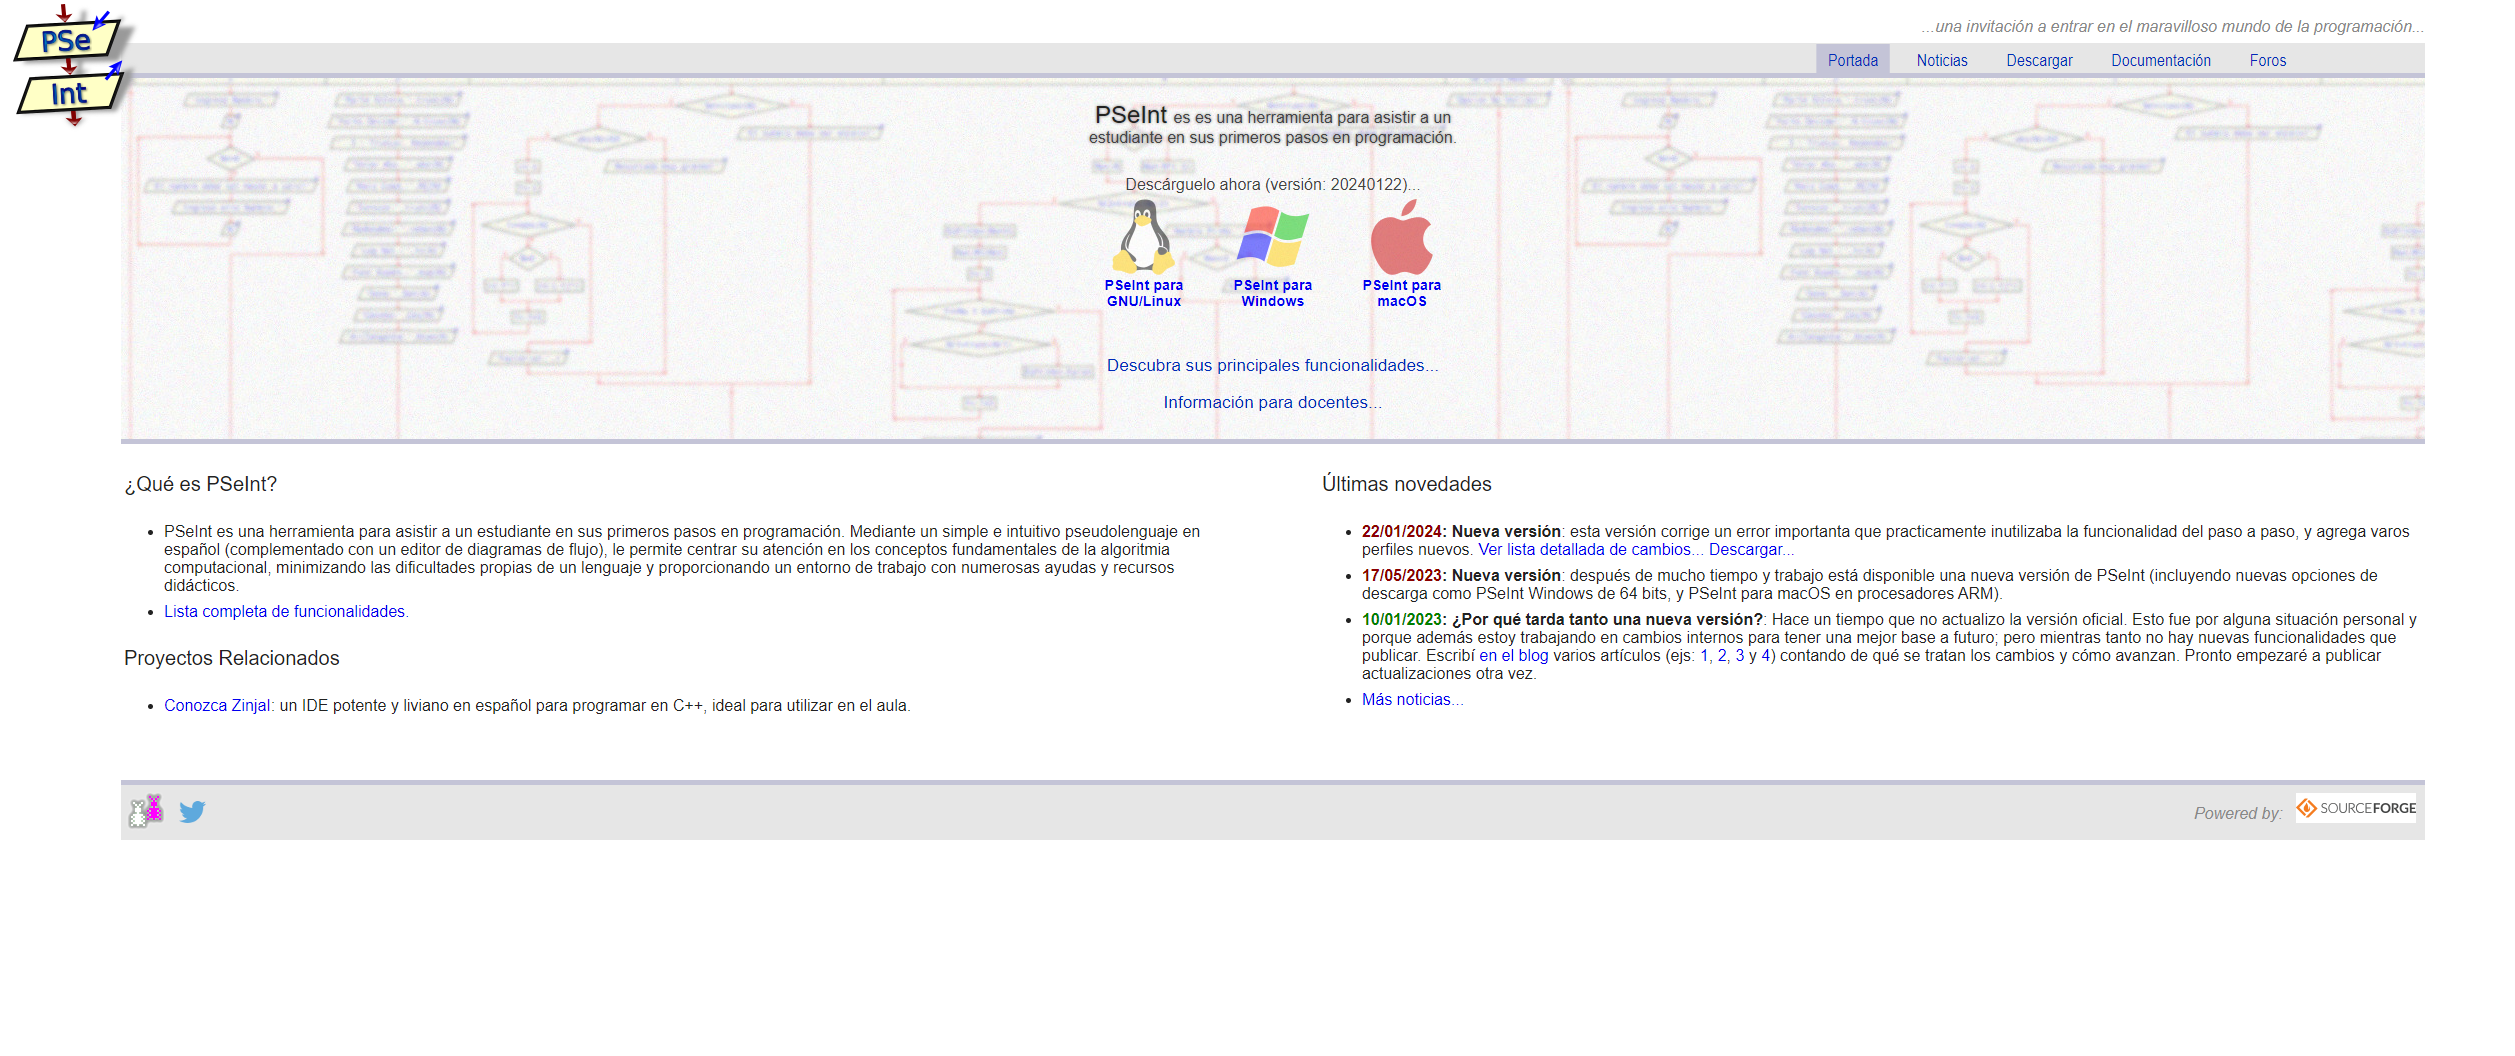 PSe
Int
...una invitación a entrar en el maravilloso mundo de la programación...
Portada
Noticias
Descargar
Documentación
Foros
PSeInt es es una herramienta para asistir a un
estudiante en sus primeros pasos en programación.
Descárguelo ahora (versión: 20240122)...
PSeInt para
GNU/Linux
PSeInt para
Windows
PSeInt para
macOS
Descubra sus principales funcionalidades...
Información para docentes...
¿Qué es PSeInt?
PSeInt es una herramienta para asistir a un estudiante en sus primeros pasos en programación. Mediante un simple e intuitivo pseudolenguaje en
español (complementado con un editor de diagramas de flujo), le permite centrar su atención en los conceptos fundamentales de la algoritmia
computacional, minimizando las dificultades propias de un lenguaje y proporcionando un entorno de trabajo con numerosas ayudas y recursos
didácticos.
Lista completa de funcionalidades.
Proyectos Relacionados
Conozca ZinjaI: un IDE potente y liviano en español para programar en C++, ideal para utilizar en el aula.
Últimas novedades
22/01/2024: Nueva versión: esta versión corrige un error importanta que practicamente inutilizaba la funcionalidad del paso a paso, y agrega varos
perfiles nuevos. Ver lista detallada de cambios... Descargar...
17/05/2023: Nueva versión: después de mucho tiempo y trabajo está disponible una nueva versión de PSeInt (incluyendo nuevas opciones de
descarga como PSeInt Windows de 64 bits, y PSeInt para macOS en procesadores ARM).
10/01/2023: ¿Por qué tarda tanto una nueva versión?: Hace un tiempo que no actualizo la versión oficial. Esto fue por alguna situación personal y
porque además estoy trabajando en cambios internos para tener una mejor base a futuro; pero mientras tanto no hay nuevas funcionalidades que
publicar. Escribí en el blog varios artículos (ejs: 1, 2, 3 y 4) contando de qué se tratan los cambios y cómo avanzan. Pronto empezaré a publicar
actualizaciones otra vez.
Más noticias...
Powered by:
SOURCEFORGE